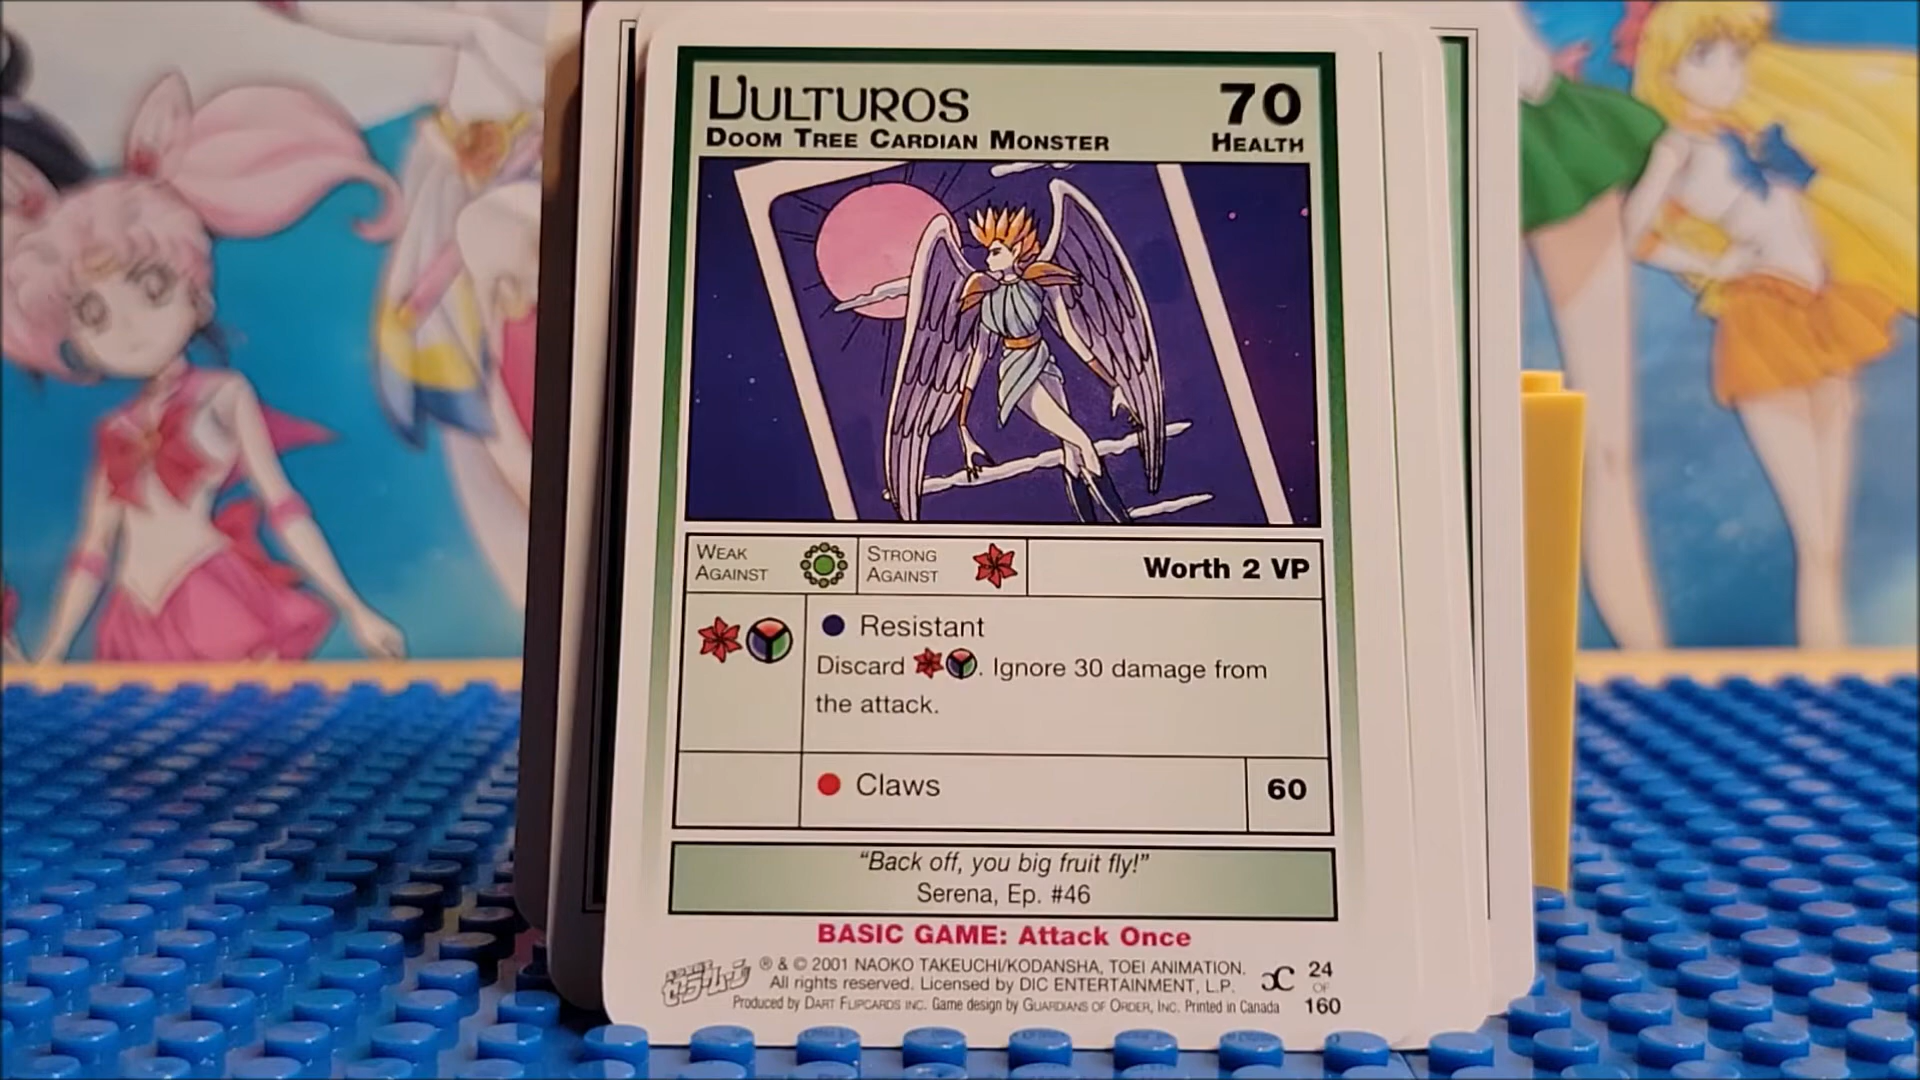 VULTUROS
70
DOOM TREE CARDIAN MONSTER
HEALTH
WEAK AGAINST
STRONG AGAINST
Worth 2 VP
Resistant
Discard . Ignore 30 damage from
the attack.
Claws
60
“Back off, you big fruit fly!”
Serena, Ep. #46
BASIC GAME: Attack Once
® & © 2001 NAOKO TAKEUCHI/KODANSHA, TOEI ANIMATION.
All rights reserved. Licensed by DIC ENTERTAINMENT, L.P.
Produced by DART FLIPCARDS INC. Game design by GUARDIANS OF ORDER, INC. Printed in Canada
24
OF
160